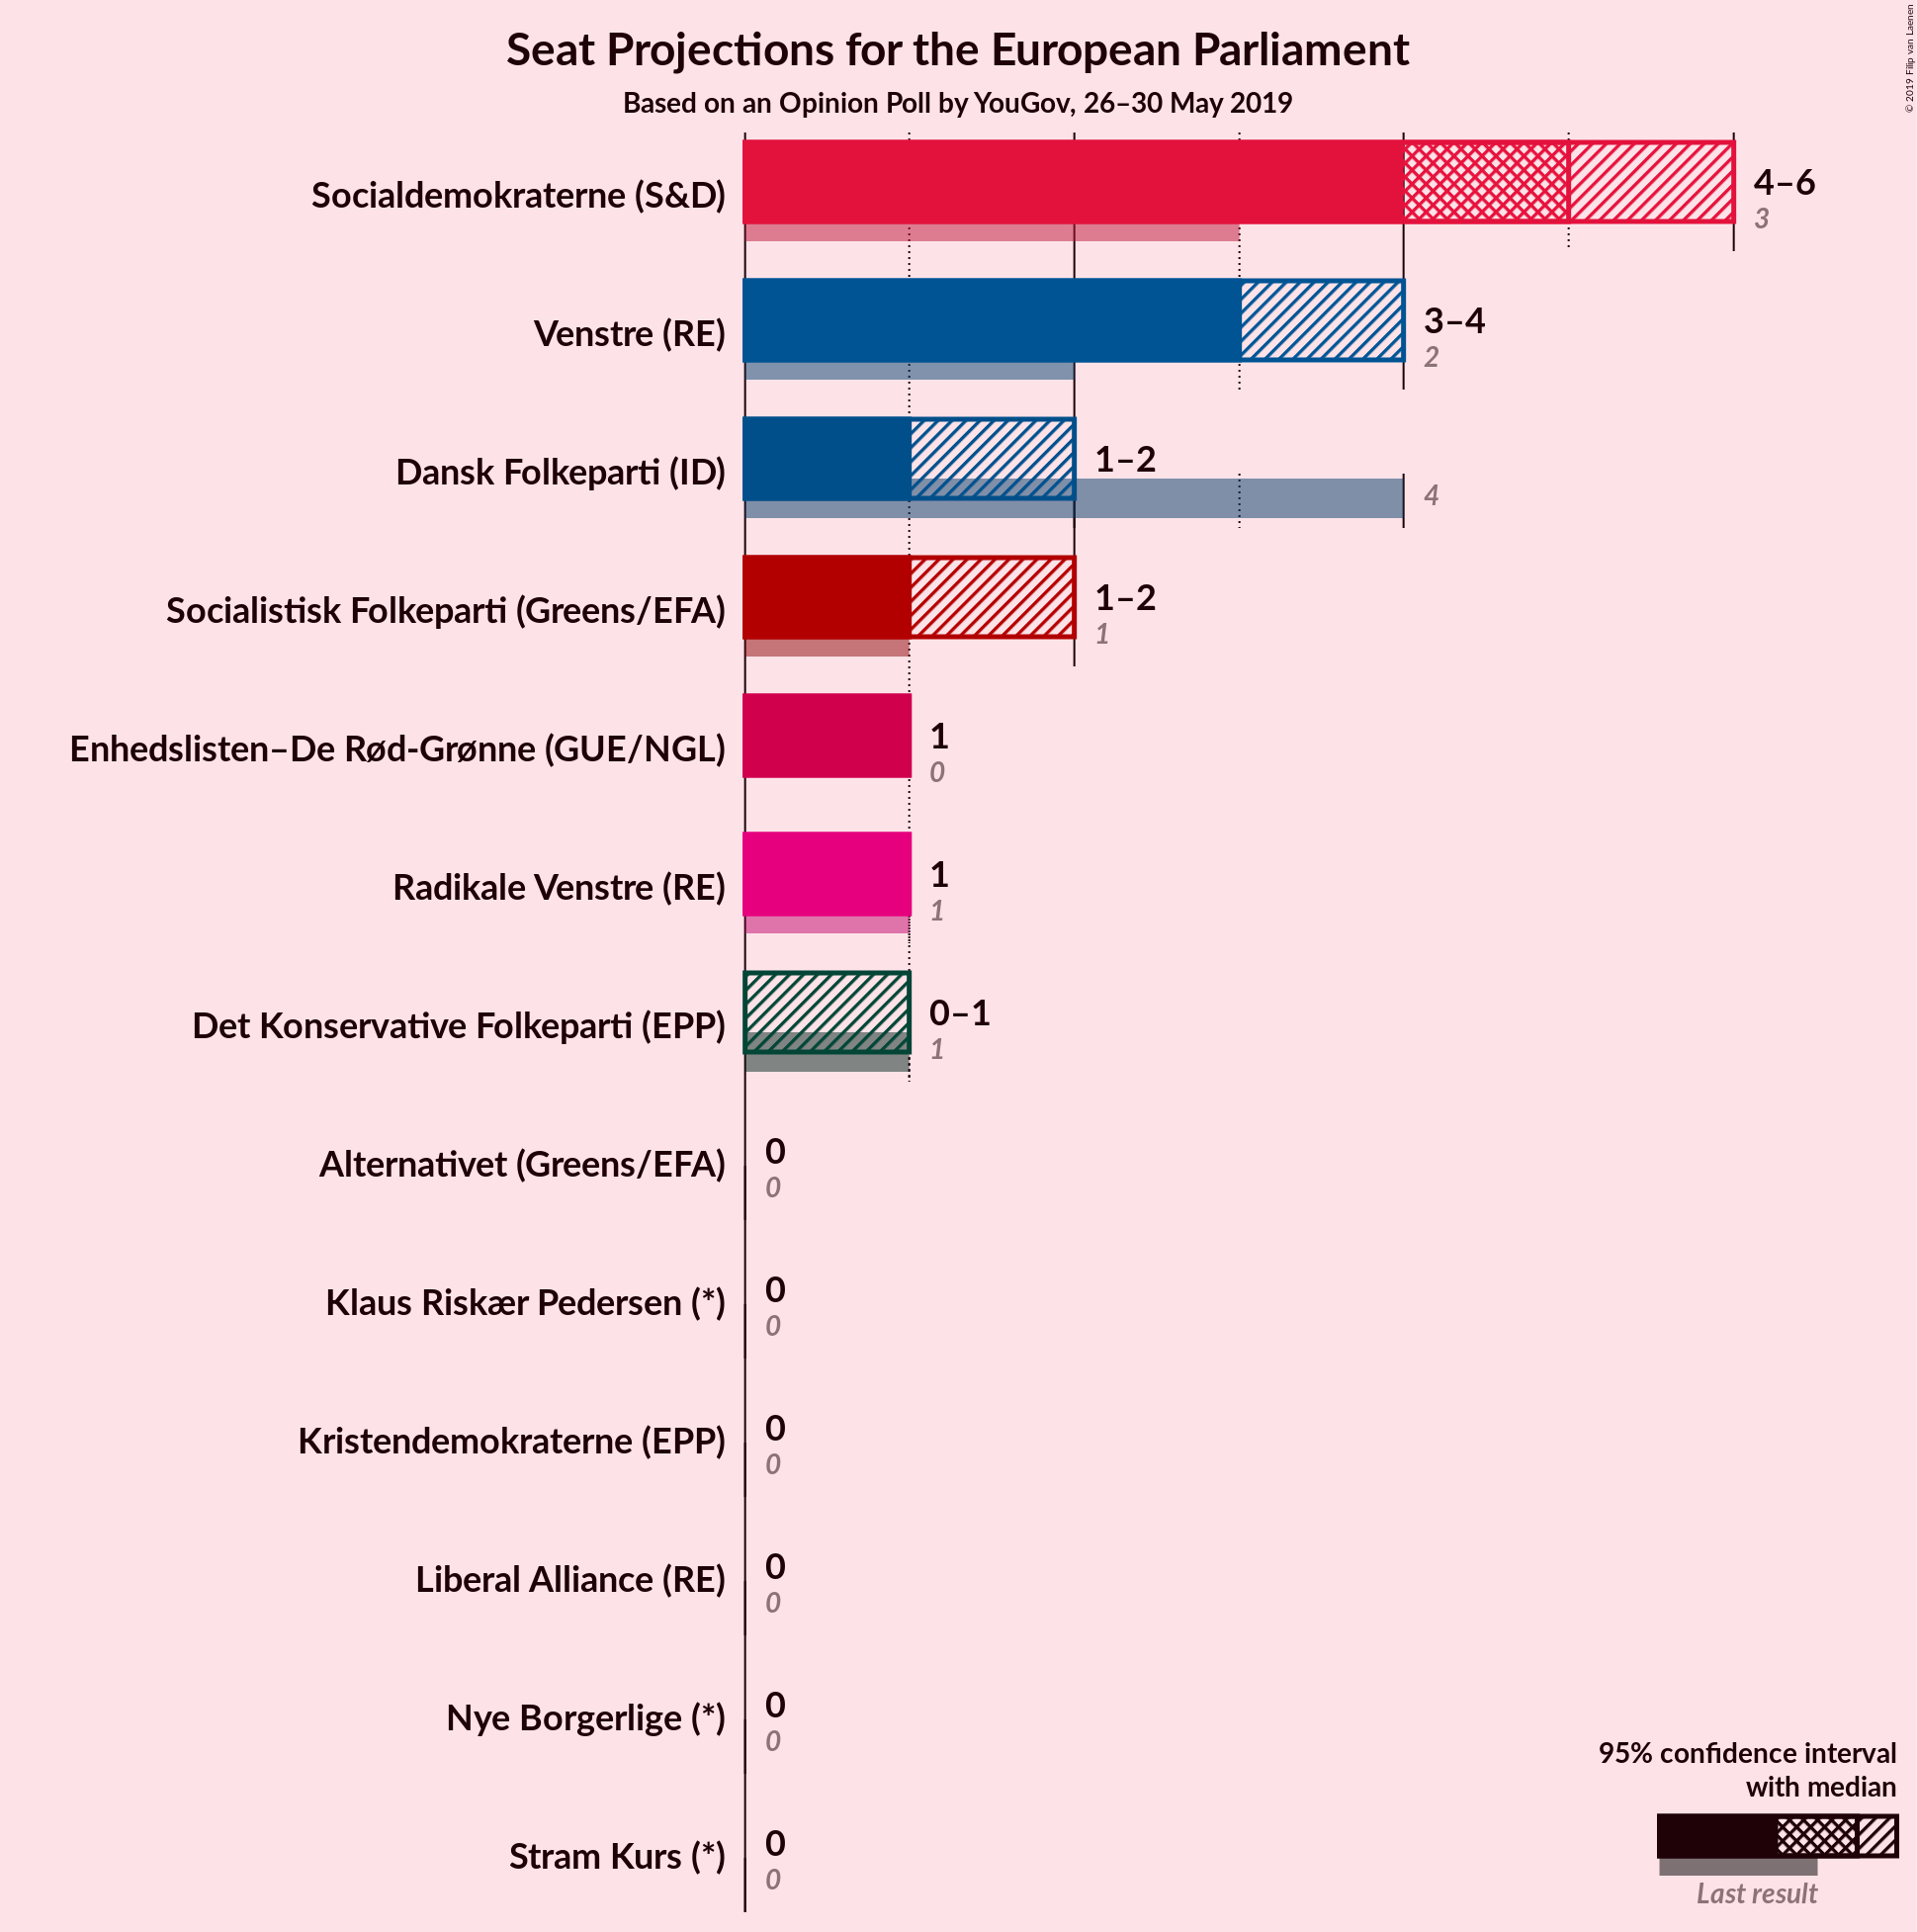 Seat Projections for the European Parliament
Based on an Opinion Poll by YouGov, 26–30 May 2019
© 2019 Filip van Laenen
Socialdemokraterne (S&D)
4–6
3
Venstre (RE)
3–4
2
Dansk Folkeparti (ID)
1–2
4
Socialistisk Folkeparti (Greens/EFA)
1–2
1
Enhedslisten–De Rød-Grønne (GUE/NGL)
1
0
Radikale Venstre (RE)
1
1
Det Konservative Folkeparti (EPP)
0–1
1
Alternativet (Greens/EFA)
0
0
Klaus Riskær Pedersen (*)
0
0
Kristendemokraterne (EPP)
0
0
Liberal Alliance (RE)
0
0
Nye Borgerlige (*)
0
0
Stram Kurs (*)
0
0
95% confidence interval
with median
Last result